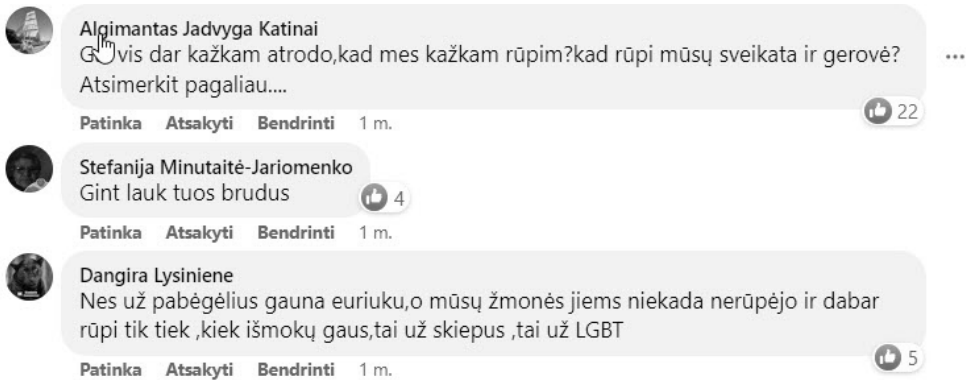 Algimantas Jadvyga Katinai
vis dar kažkam atrodo,kad mes kažkam rūpim?kad rūpi mūsų sveikata ir gerovė?
Atsimerkit pagaliau....
22
Patinka Atsakyti Bendrinti 1 m.
Stefanija Minutaitė-Jariomenko
Gint lauk tuos brudus
4
Patinka Atsakyti Bendrinti 1 m.
Dangira Lysiniene
Nes už pabėgėlius gauna euriuku,o mūsų žmonės jiems niekada nerūpėjo ir dabar
rūpi tik tiek ,kiek išmokų gaus,tai už skiepus ,tai už LGBT
5
Patinka Atsakyti Bendrinti 1 m.